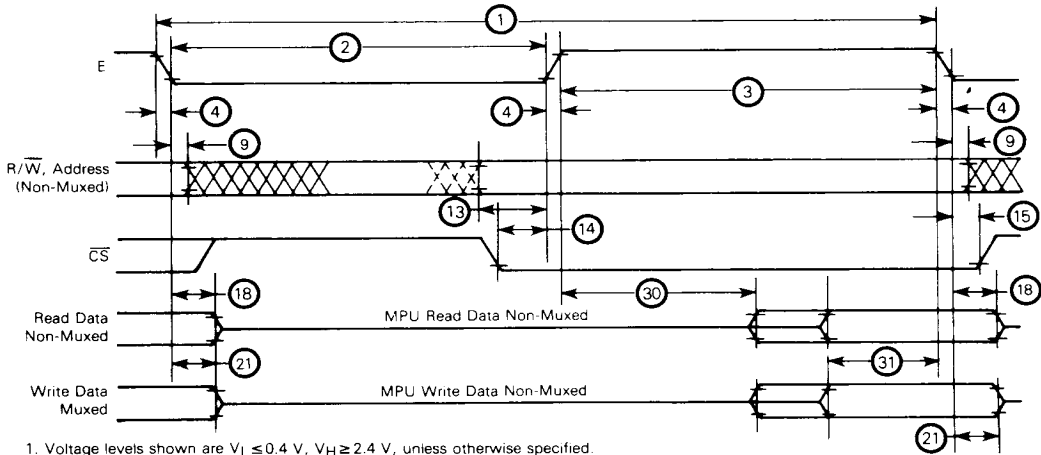 1
2
E
3
4
4
4
9
9
R/W̅, Address
(Non-Muxed)
13
14
15
C̅S̅
18
30
18
Read Data
Non-Muxed
MPU Read Data Non-Muxed
21
31
Write Data
Muxed
MPU Write Data Non-Muxed
21
1. Voltage levels shown are V_L ≤0.4 V, V_H ≥2.4 V, unless otherwise specified.